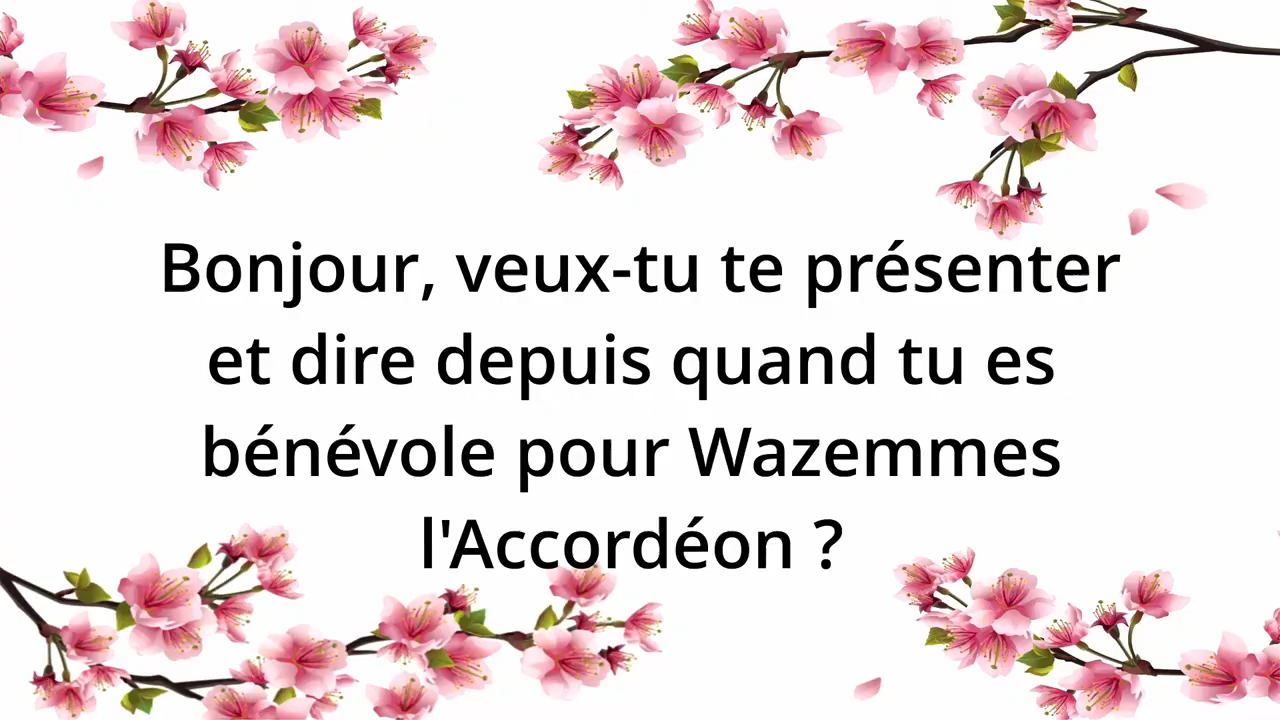 Bonjour, veux-tu te présenter
et dire depuis quand tu es
bénévole pour Wazemmes
l'Accordéon ?